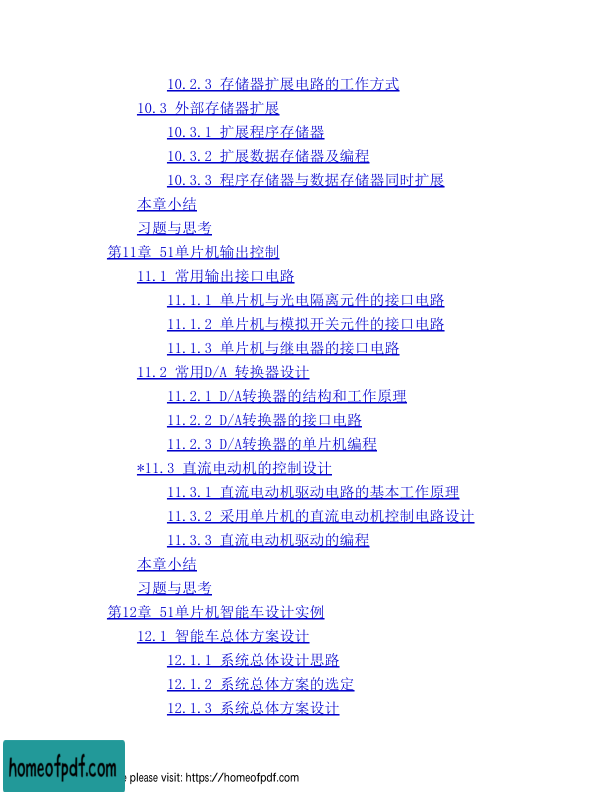 10.2.3 存储器扩展电路的工作方式
10.3 外部存储器扩展
10.3.1 扩展程序存储器
10.3.2 扩展数据存储器及编程
10.3.3 程序存储器与数据存储器同时扩展
本章小结
习题与思考
第11章 51单片机输出控制
11.1 常用输出接口电路
11.1.1 单片机与光电隔离元件的接口电路
11.1.2 单片机与模拟开关元件的接口电路
11.1.3 单片机与继电器的接口电路
11.2 常用D/A 转换器设计
11.2.1 D/A转换器的结构和工作原理
11.2.2 D/A转换器的接口电路
11.2.3 D/A转换器的单片机编程
*11.3 直流电动机的控制设计
11.3.1 直流电动机驱动电路的基本工作原理
11.3.2 采用单片机的直流电动机控制电路设计
11.3.3 直流电动机驱动的编程
本章小结
习题与思考
第12章 51单片机智能车设计实例
12.1 智能车总体方案设计
12.1.1 系统总体设计思路
12.1.2 系统总体方案的选定
12.1.3 系统总体方案设计
homeofpdf.com
please visit: https://homeofpdf.com